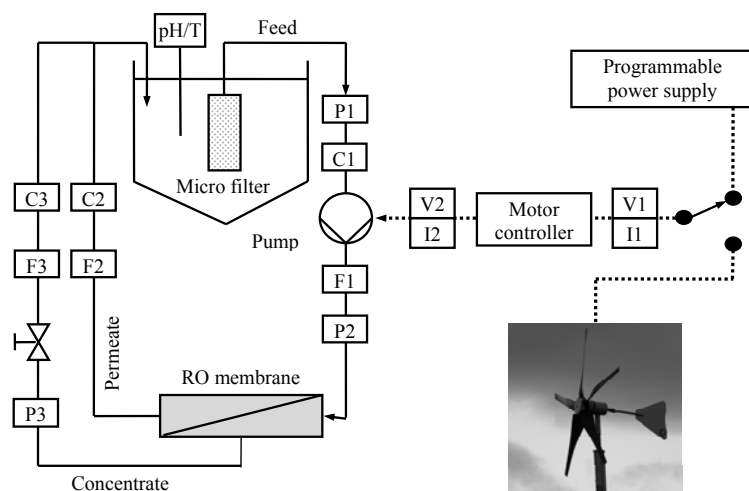 pH/T
Feed
Programmable
power supply
P1
C1
Micro filter
C3
C2
V2
I2
Motor
controller
V1
I1
Pump
F3
F2
F1
P2
Permeate
RO membrane
P3
Concentrate